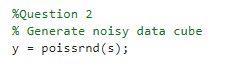 %Question 2
% Generate noisy data cube
y = poissrnd(s);